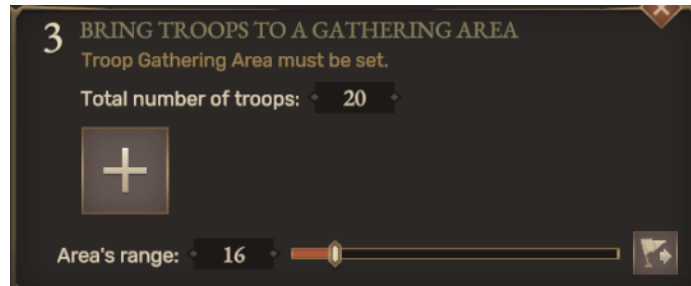 3 BRING TROOPS TO A GATHERING AREA
Troop Gathering Area must be set.
Total number of troops: 20
Area's range: 16